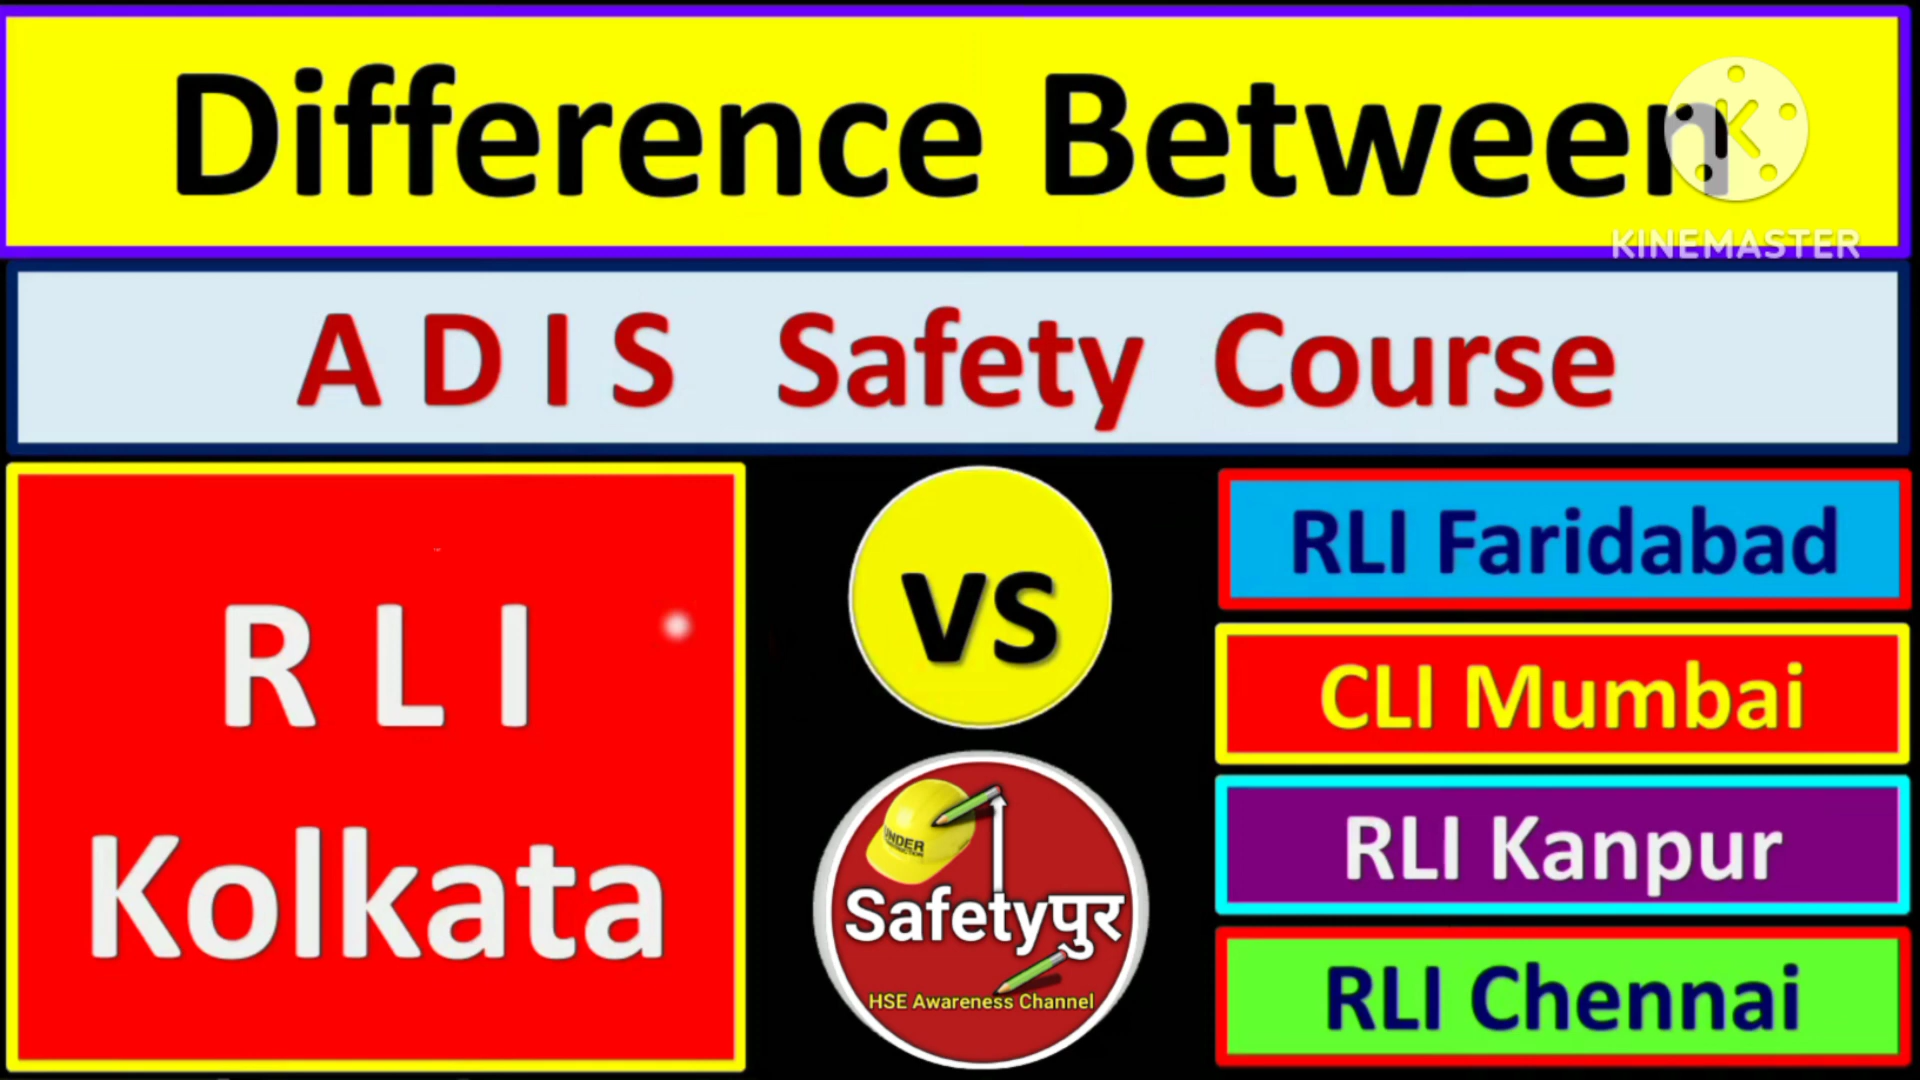 Difference Between
KINEMASTER
A D I S Safety Course
R L I
Kolkata
VS
UNDER
CONSTRUCTION
Safetyपुर
HSE Awareness Channel
RLI Faridabad
CLI Mumbai
RLI Kanpur
RLI Chennai